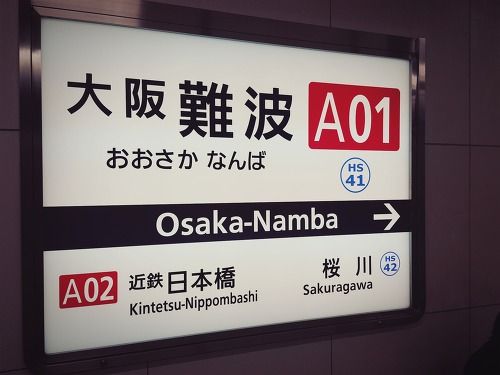 大阪難波 A01
おおさか なんば
HS
41
Osaka-Namba →
A02 近鉄日本橋
Kintetsu-Nippombashi
桜川 HS
42
Sakuragawa